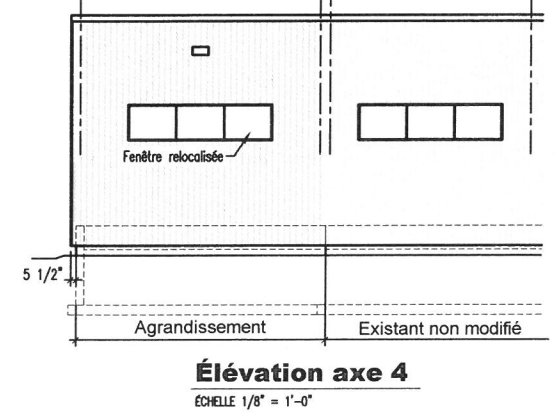 Fenêtre relocalisée
5 1/2"
Agrandissement
Existant non modifié
Élévation axe 4
ÉCHELLE 1/8" = 1'-0"